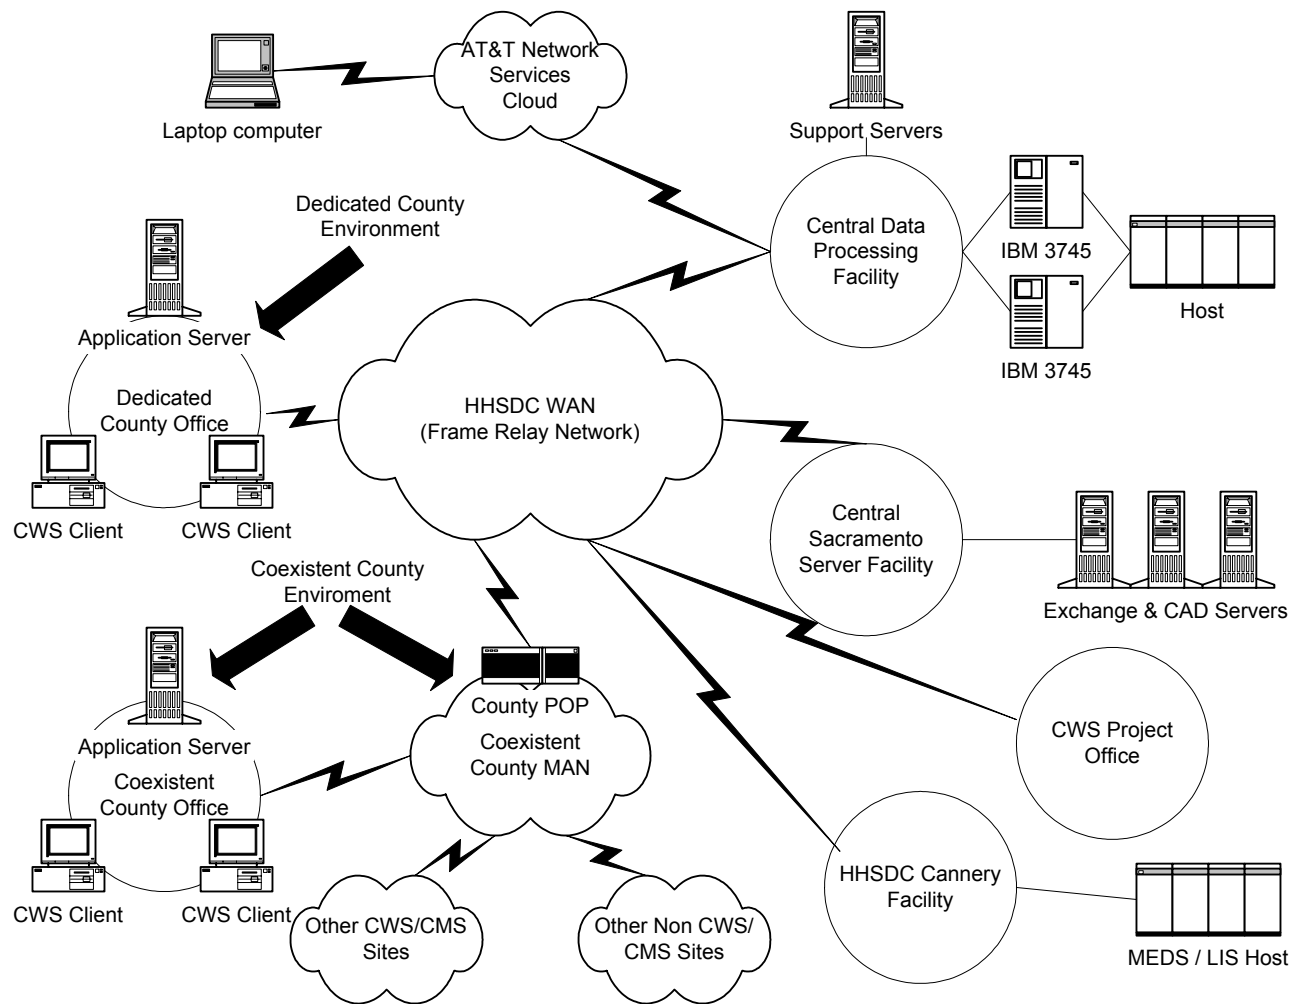 AT&T Network
Services
Cloud
Laptop computer
Support Servers
Dedicated County
Environment
Central Data
Processing
Facility
IBM 3745
Host
IBM 3745
Application Server
Dedicated
County Office
CWS Client
CWS Client
HHSDC WAN
(Frame Relay Network)
Central
Sacramento
Server Facility
Exchange & CAD Servers
Coexistent County
Enviroment
County POP
Coexistent
County MAN
Application Server
Coexistent
County Office
CWS Client
CWS Client
CWS Project
Office
HHSDC Cannery
Facility
MEDS / LIS Host
Other CWS/CMS
Sites
Other Non CWS/
CMS Sites